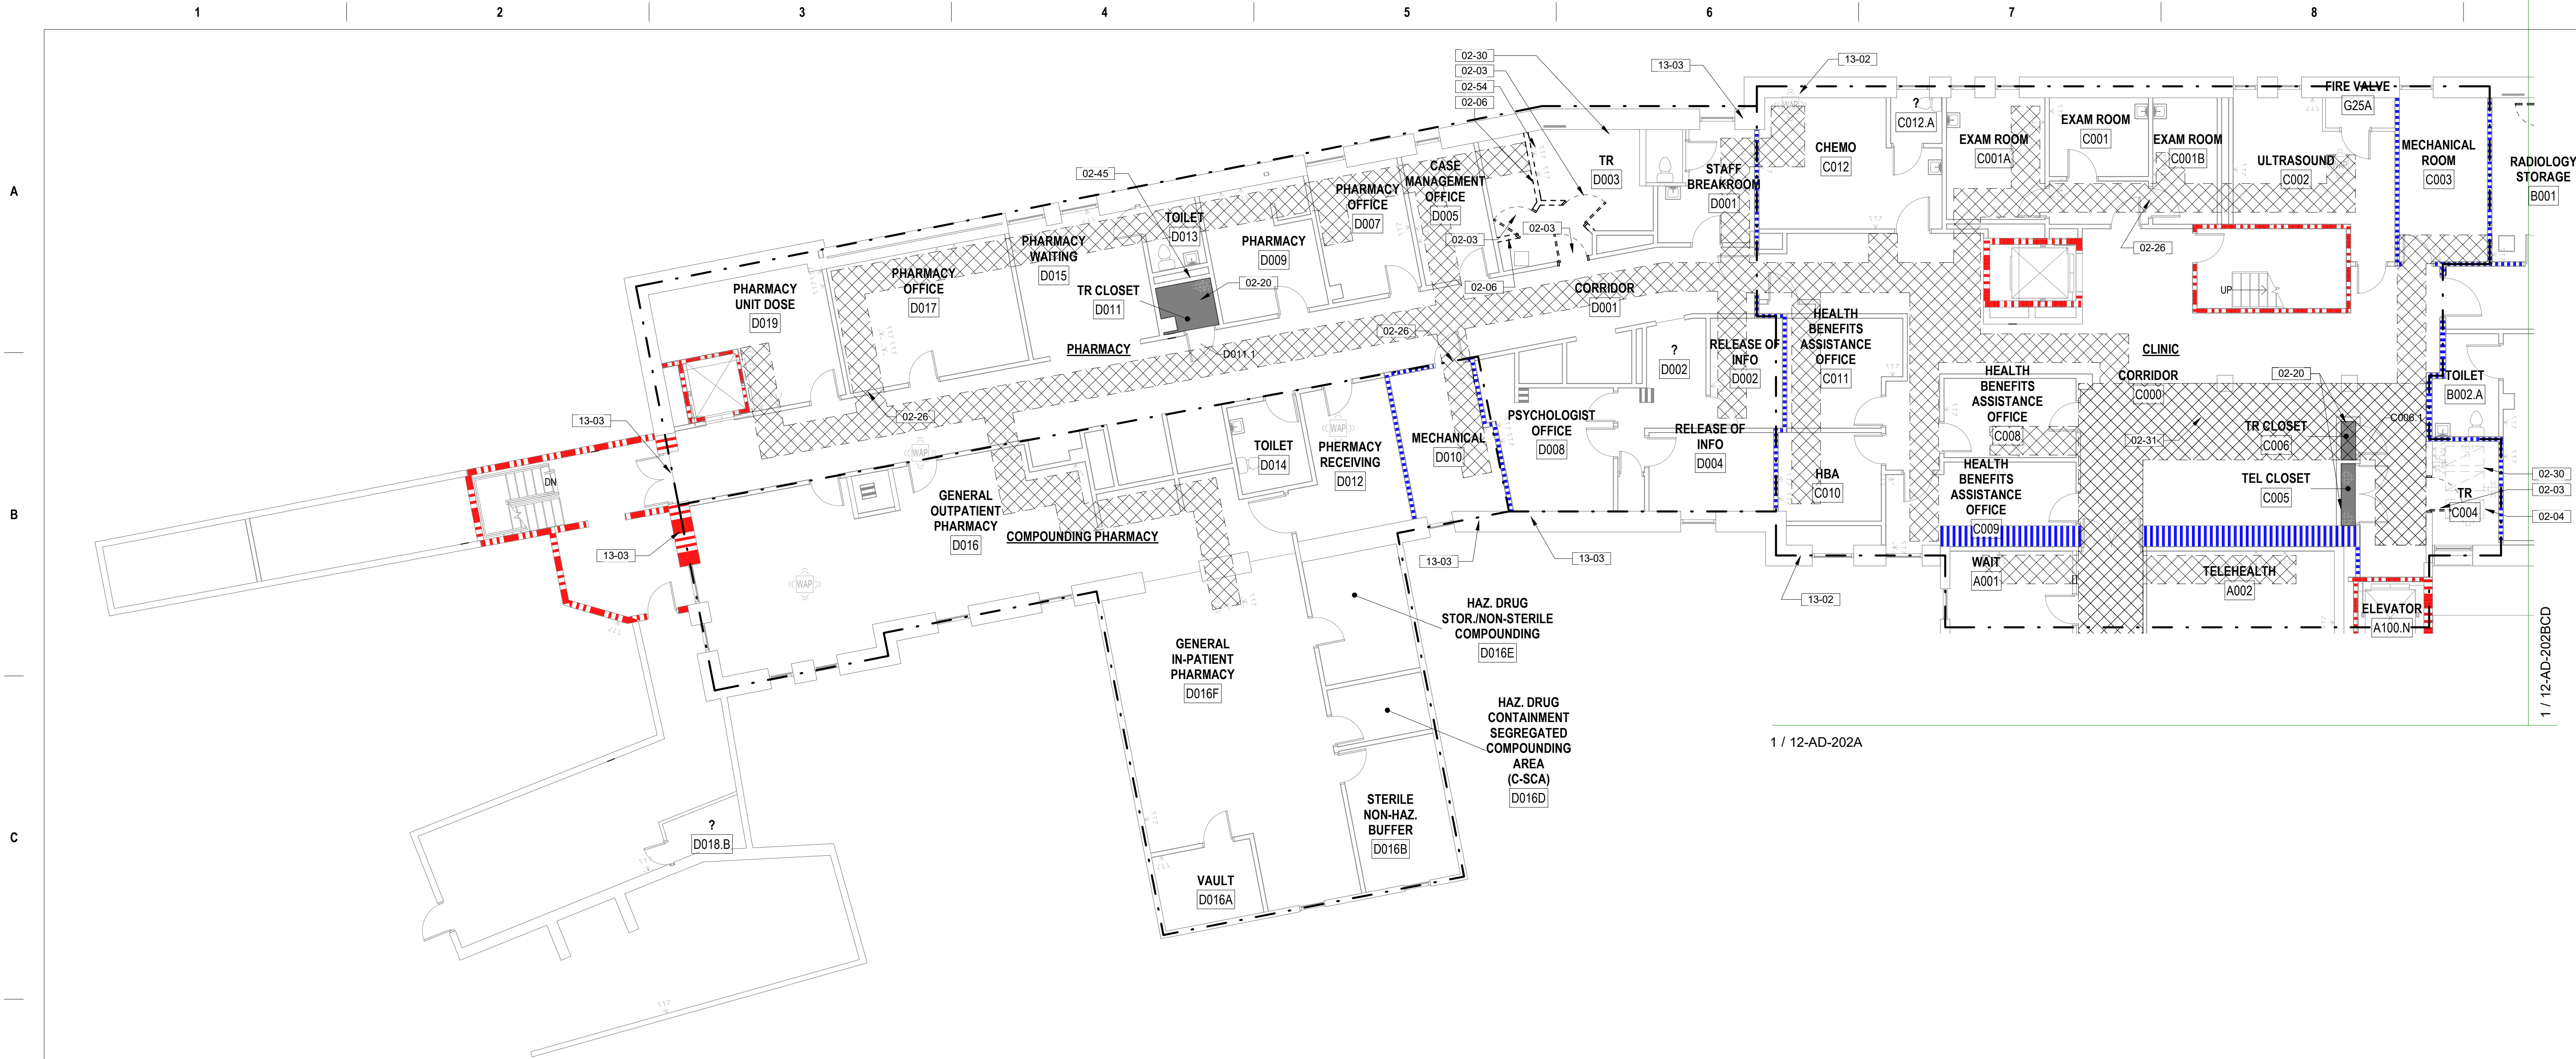 1
2
3
4
5
6
7
8
A
B
C
02-30
02-03
02-54
02-06
13-03
13-02
02-45
TR
D003
STAFF
BREAKROOM
D001
CASE
MANAGEMENT
OFFICE
D005
PHARMACY
OFFICE
D007
TOILET
D013
PHARMACY
D009
PHARMACY
WAITING
D015
PHARMACY
OFFICE
D017
PHARMACY
UNIT DOSE
D019
TR CLOSET
D011
02-20
02-03
02-03
02-06
CORRIDOR
D001
02-26
D011.1
PHARMACY
02-26
WAP
CHEMO
C012
?
C012.A
EXAM ROOM
C001A
EXAM ROOM
C001
EXAM ROOM
C001B
ULTRASOUND
C002
FIRE VALVE
G25A
MECHANICAL
ROOM
C003
RADIOLOGY
STORAGE
B001
02-26
UP
HEALTH
BENEFITS
ASSISTANCE
OFFICE
C011
CLINIC
?
D002
RELEASE OF
INFO
D002
HEALTH
BENEFITS
ASSISTANCE
OFFICE
C008
CORRIDOR
C000
02-20
TOILET
B002.A
C006.1
TR CLOSET
C06
02-31
13-03
WAP
WAP
TOILET
D014
PHERMACY
RECEIVING
D012
MECHANICAL
D010
PSYCHOLOGIST
OFFICE
D008
RELEASE OF
INFO
D004
HBA
C010
HEALTH
BENEFITS
ASSISTANCE
OFFICE
C009
TEL CLOSET
C005
TR
C004
02-30
02-03
02-04
DN
GENERAL
OUTPATIENT
PHARMACY
D016
COMPOUNDING PHARMACY
13-03
13-03
13-03
13-02
WAP
WAIT
A001
TELEHEALTH
A002
ELEVATOR
A100.N
HAZ. DRUG
STOR./NON-STERILE
COMPOUNDING
D016E
GENERAL
IN-PATIENT
PHARMACY
D016F
HAZ. DRUG
CONTAINMENT
SEGREGATED
COMPOUNDING
AREA
(C-SCA)
D016D
1 / 12-AD-202A
1 / 12-AD-202BCD
?
D018.B
STERILE
NON-HAZ.
BUFFER
D016B
VAULT
D016A